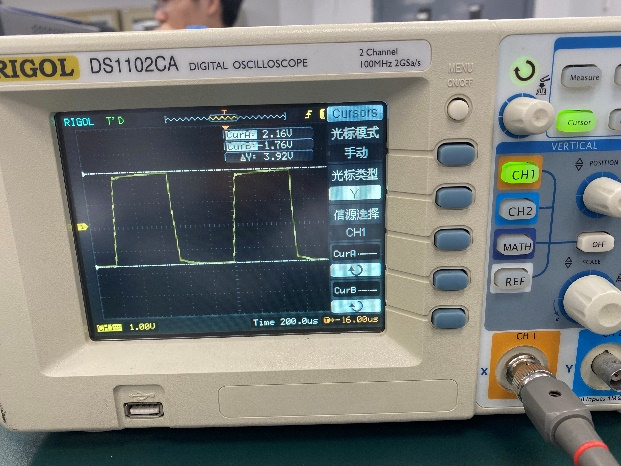 RIGOL DS1102CA DIGITAL OSCILLOSCOPE
2 Channel
100MHz 2GSa/s
MENU
ON/OFF
RIGOL T'D
Cursors
CurA= 2.16V
CurB=-1.76V
ΔY= 3.92V
光标模式
手动
光标类型
Y
信源选择
CH1
CurA
CurB
1.00V
Time 200.0us -16.00us
Measure
Cursor
VERTICAL
POSITION
CH1
CH2
MATH
OFF
REF
SCALE
CH 1
X
Y